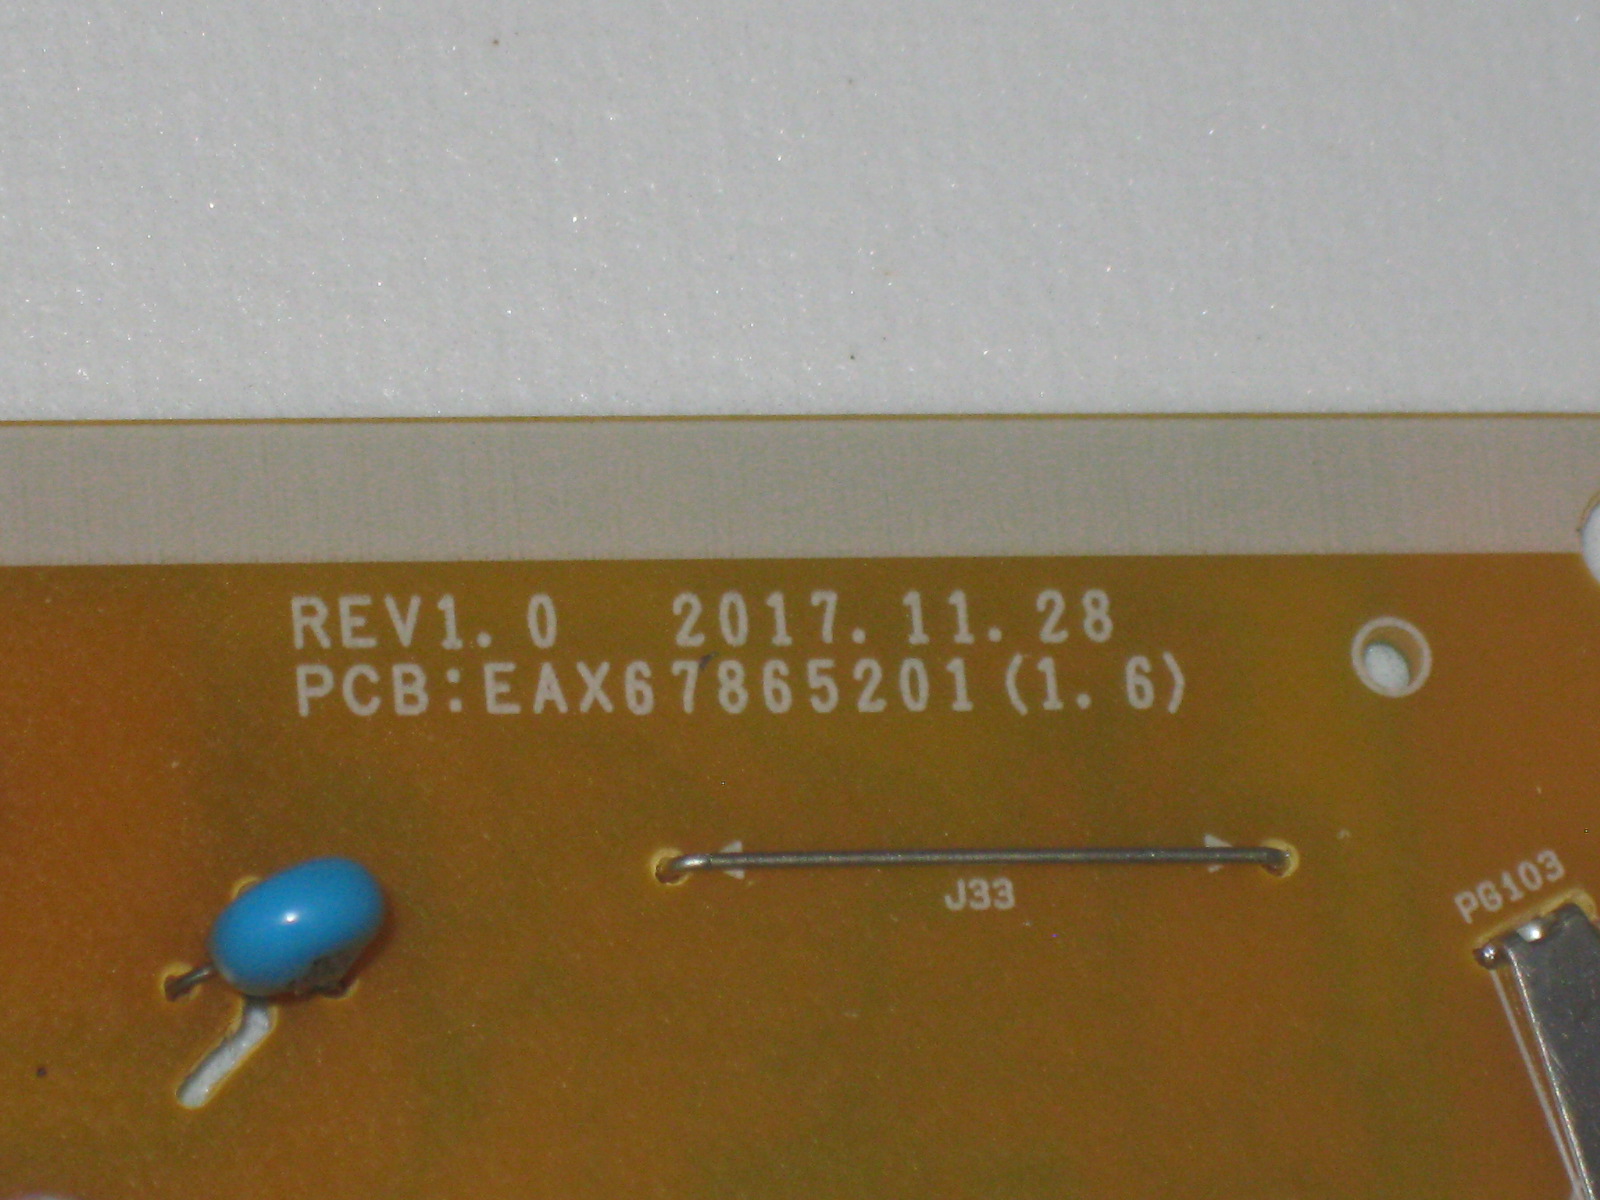 REV1.0 2017.11.28
PCB:EAX67865201(1.6)
J33
PG103